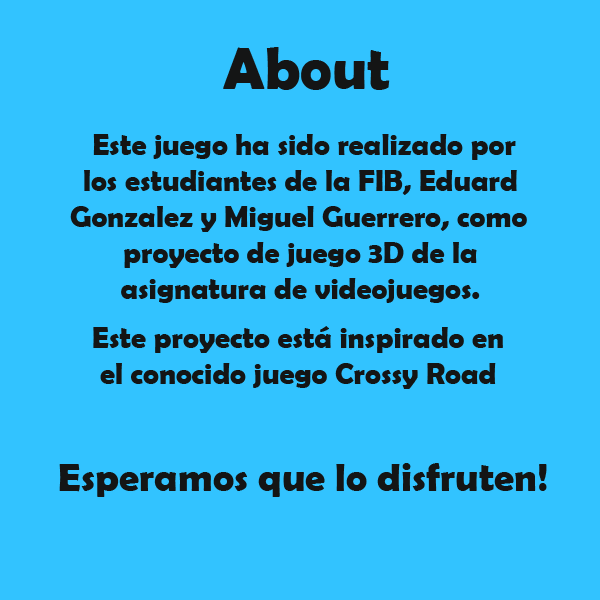 About
Este juego ha sido realizado por
los estudiantes de la FIB, Eduard
Gonzalez y Miguel Guerrero, como
proyecto de juego 3D de la
asignatura de videojuegos.
Este proyecto está inspirado en
el conocido juego Crossy Road
Esperamos que lo disfruten!